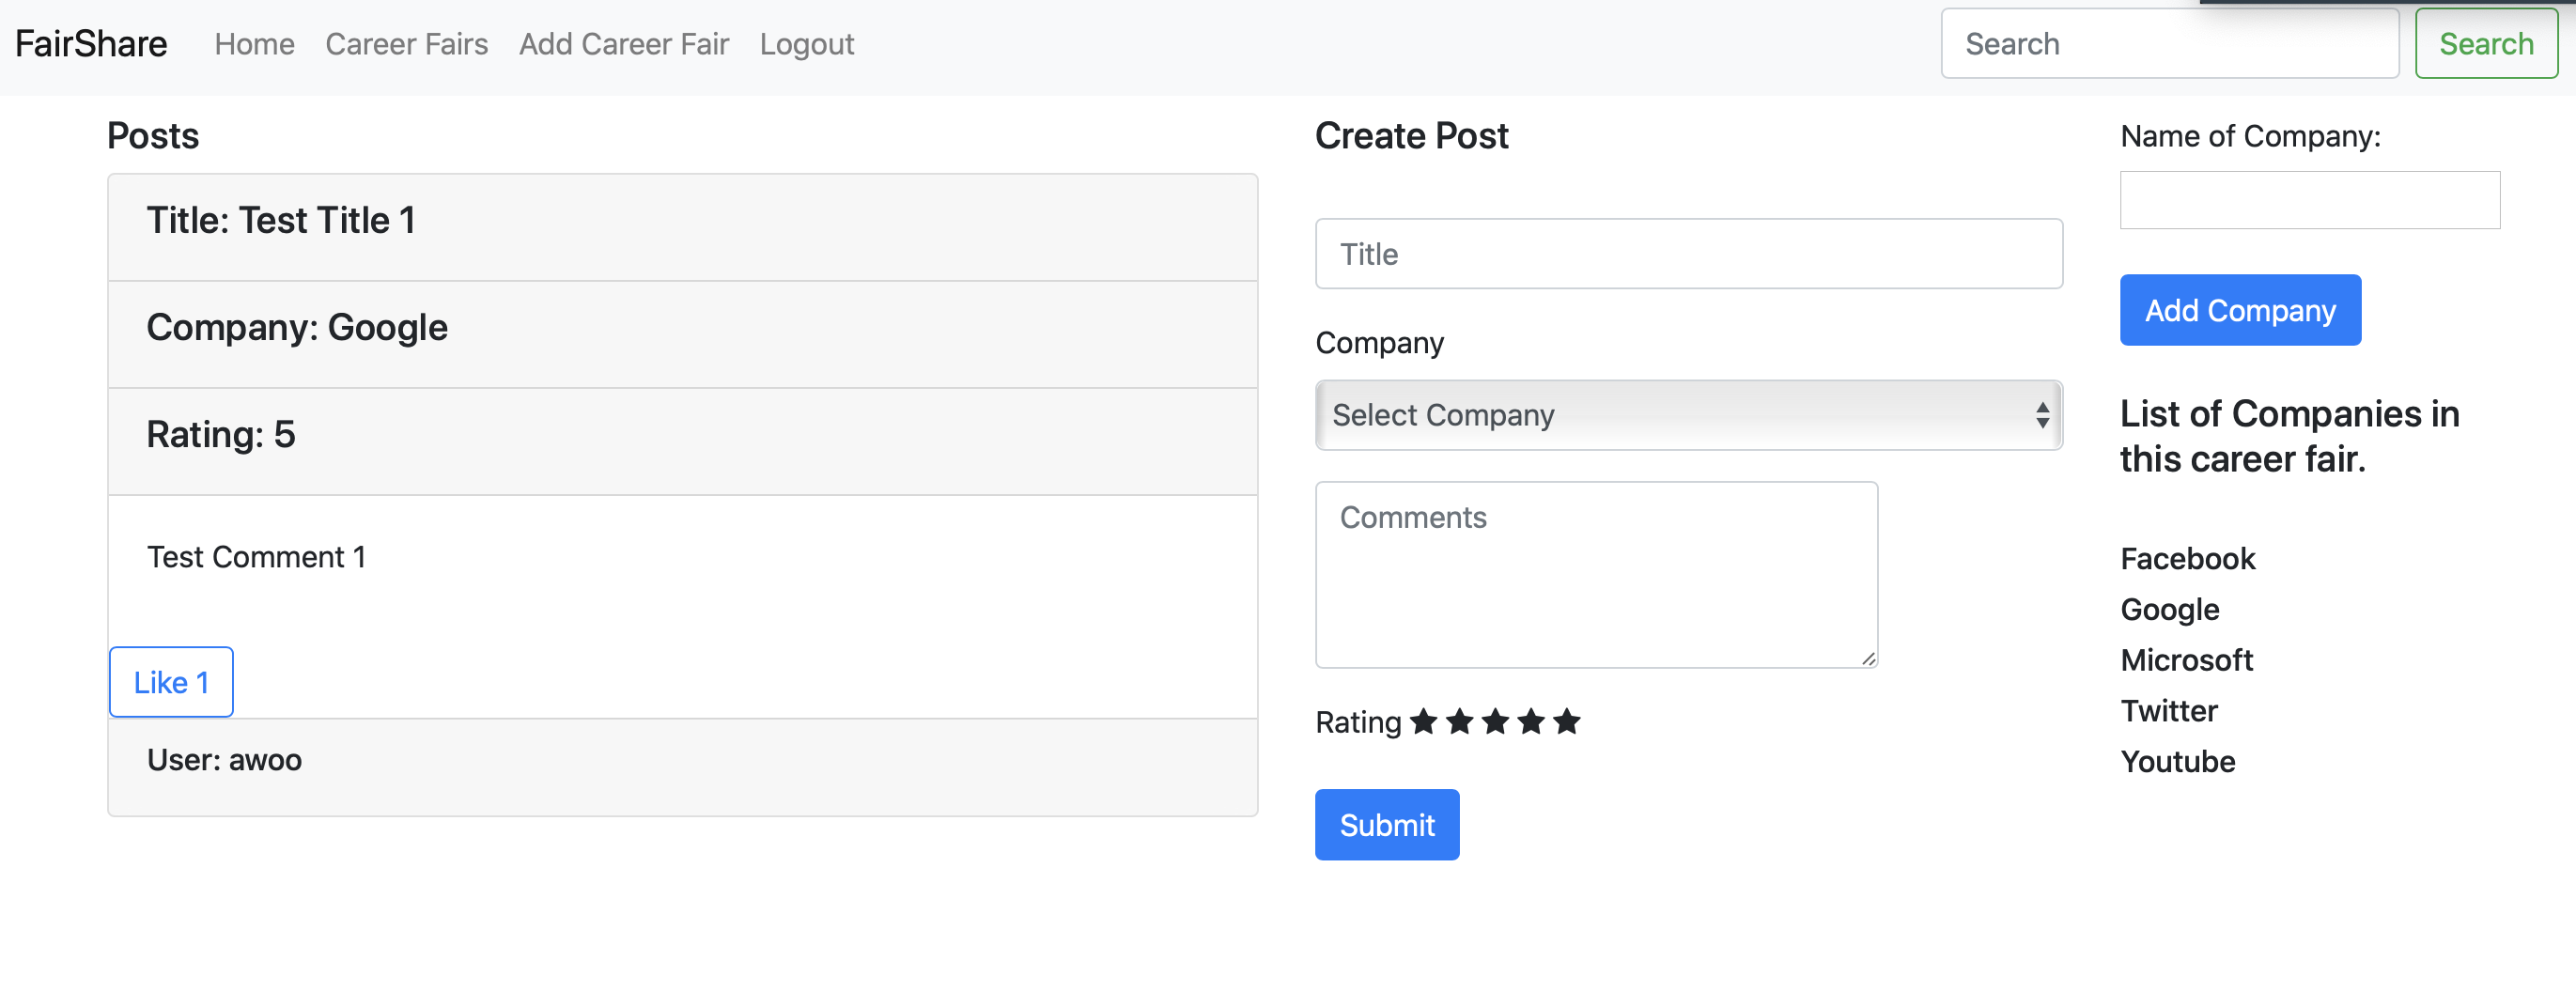 FairShare Home Career Fairs Add Career Fair Logout Search Search
Posts
Title: Test Title 1
Company: Google
Rating: 5
Test Comment 1
Like 1
User: awoo
Create Post
Title
Company
Select Company
Comments
Rating
Submit
Name of Company:
Add Company
List of Companies in
this career fair.
Facebook
Google
Microsoft
Twitter
Youtube